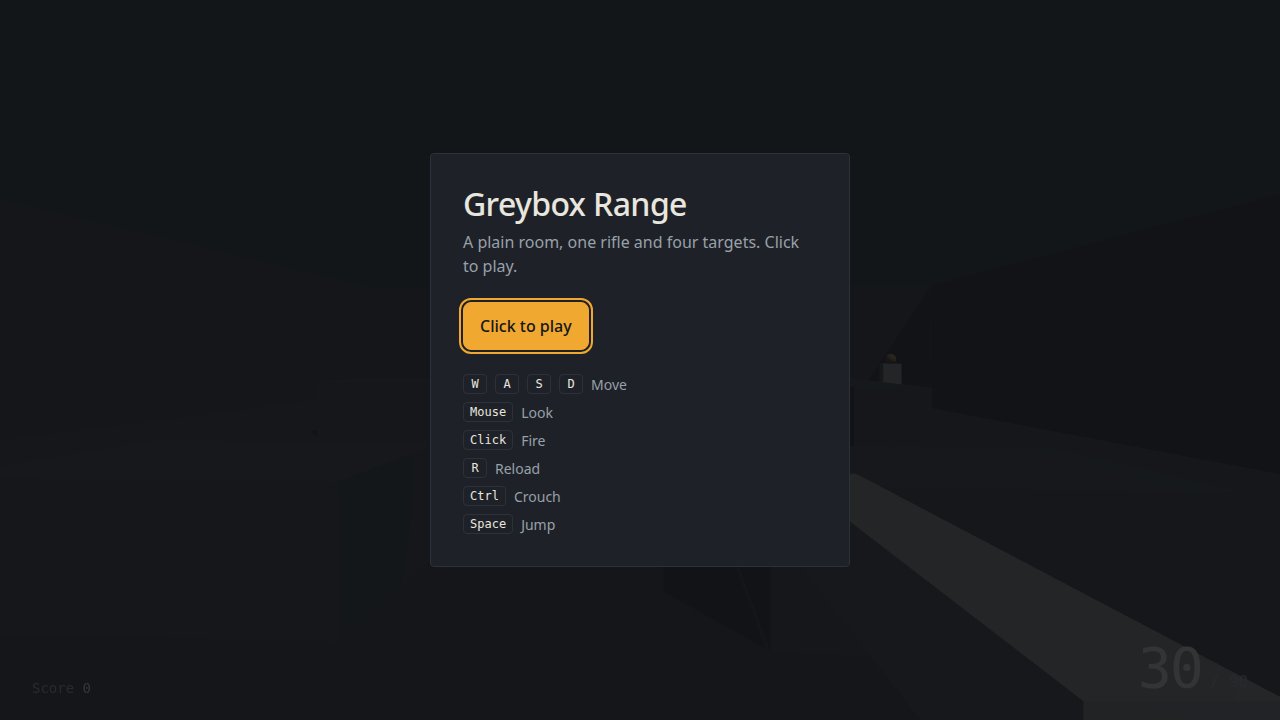 Greybox Range
A plain room, one rifle and four targets. Click
to play.
Click to play
W A S D Move
Mouse Look
Click Fire
R Reload
Ctrl Crouch
Space Jump
Score 0
30 / 90